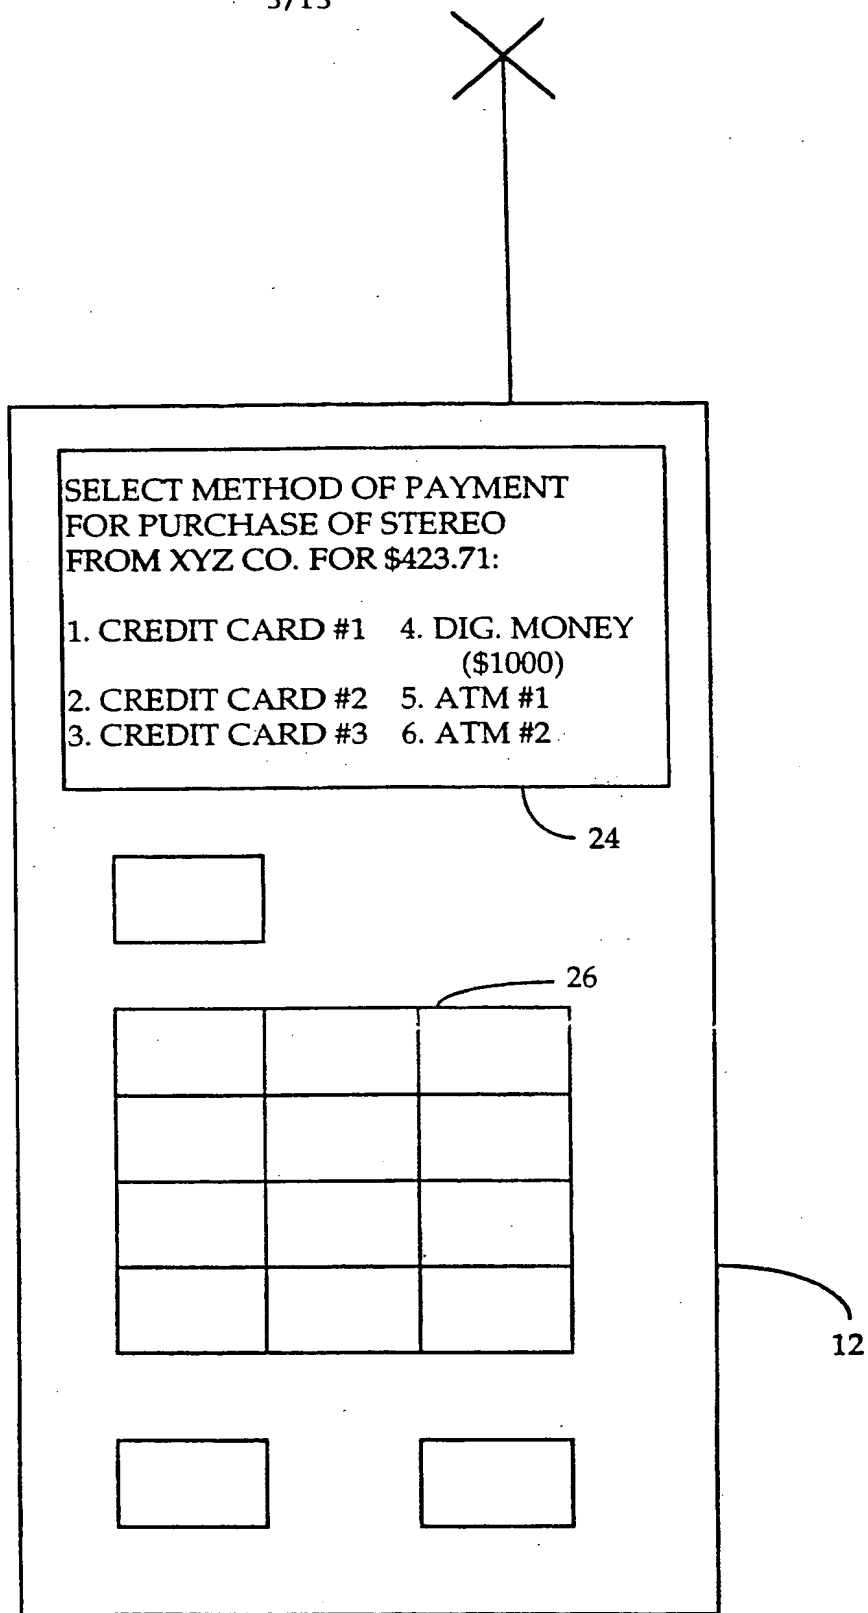 3/13
SELECT METHOD OF PAYMENT
FOR PURCHASE OF STEREO
FROM XYZ CO. FOR $423.71:
1. CREDIT CARD #1 4. DIG. MONEY
($1000)
2. CREDIT CARD #2 5. ATM #1
3. CREDIT CARD #3 6. ATM #2
24
26
12